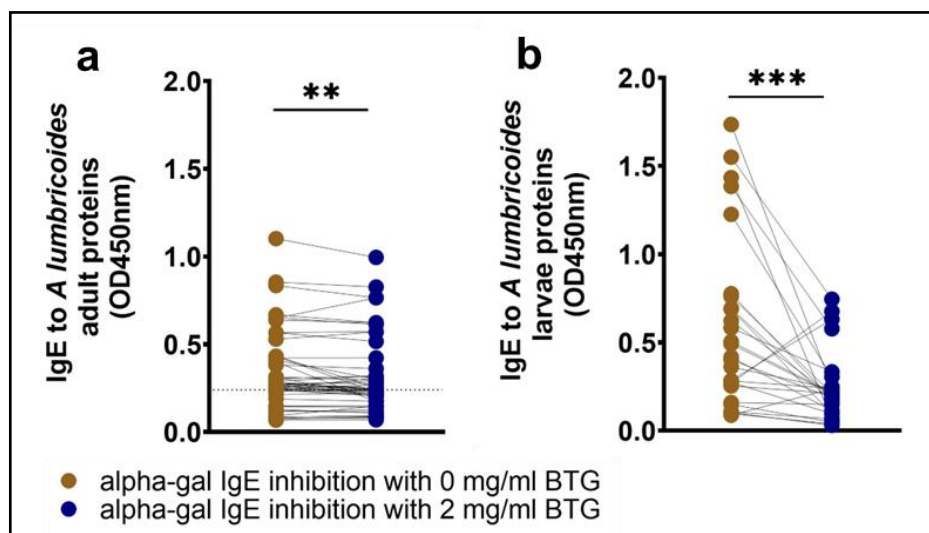 a
IgE to A lumbricoides
adult proteins
(OD450nm)
2.0
1.5
1.0
0.5
0.0
**
b
IgE to A lumbricoides
larvae proteins
(OD450nm)
2.0
1.5
1.0
0.5
0.0
***
alpha-gal IgE inhibition with 0 mg/ml BTG
alpha-gal IgE inhibition with 2 mg/ml BTG